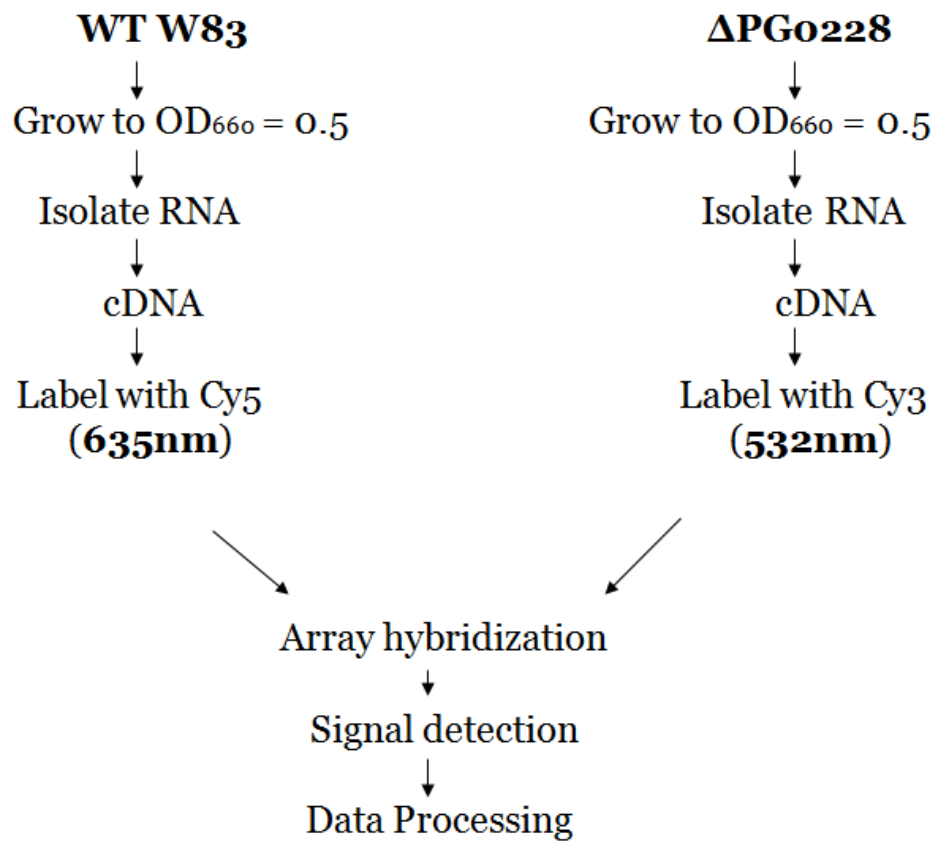 WT W83
Grow to OD₆₆₀ = 0.5
Isolate RNA
cDNA
Label with Cy5
(635nm)
ΔPG0228
Grow to OD₆₆₀ = 0.5
Isolate RNA
cDNA
Label with Cy3
(532nm)
Array hybridization
Signal detection
Data Processing